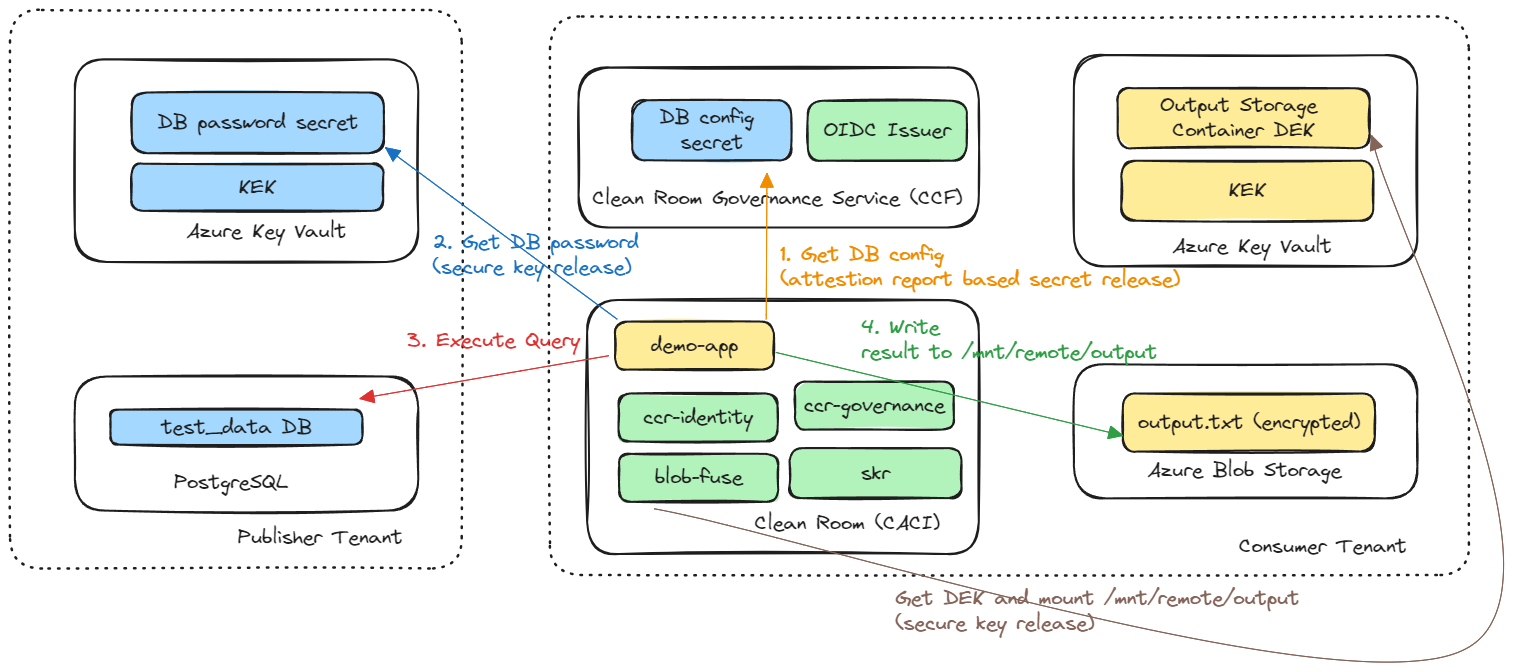 DB password secret
KEK
Azure Key Vault
test_data DB
PostgreSQL
Publisher Tenant
DB config
secret
OIDC Issuer
Clean Room Governance Service (CCF)
2. Get DB password
(secure key release)
1. Get DB config
(attestion report based secret release)
3. Execute Query
demo-app
ccr-identity
ccr-governance
blob-fuse
skr
Clean Room (CACI)
4. Write
result to /mnt/remote/output
Output Storage
Container DEK
KEK
Azure Key Vault
output.txt (encrypted)
Azure Blob Storage
Consumer Tenant
Get DEK and mount /mnt/remote/output
(secure key release)